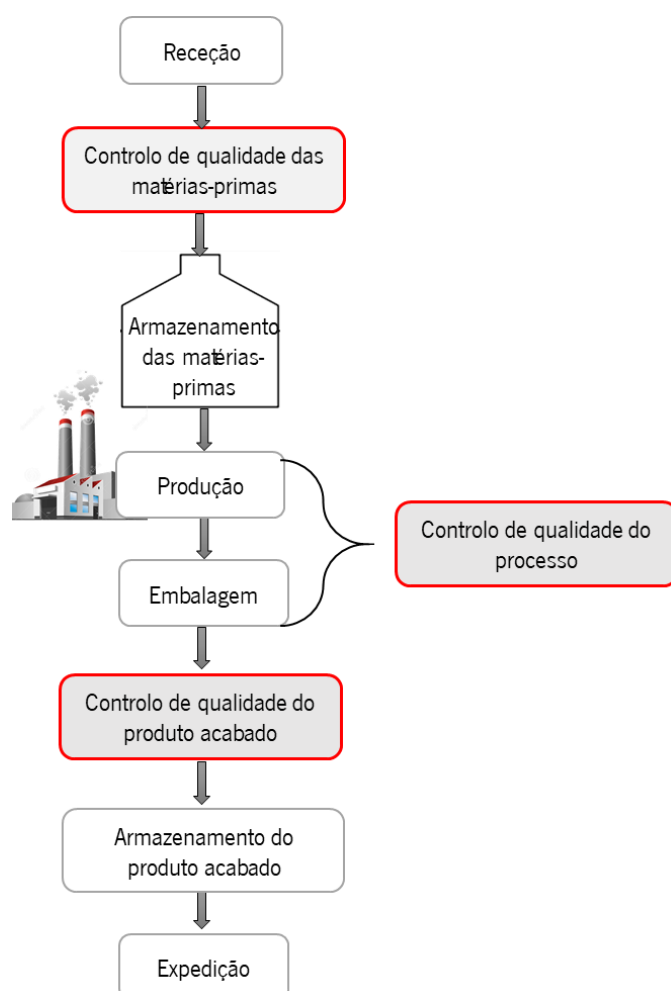 Receção
Controlo de qualidade das
matérias-primas
Armazenamento
das matérias-
primas
Produção
Controlo de qualidade do
processo
Embalagem
Controlo de qualidade do
produto acabado
Armazenamento do
produto acabado
Expedição